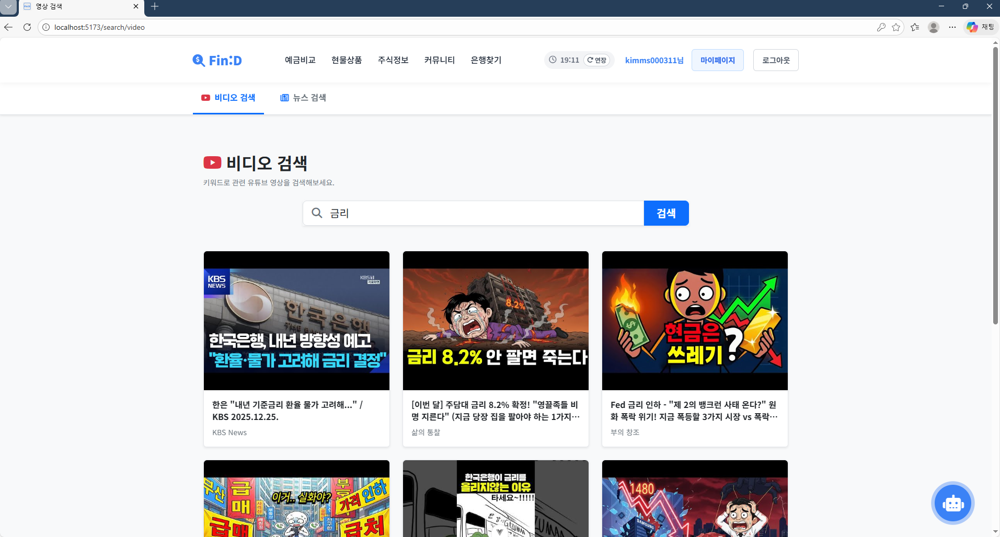 영상 검색
localhost:5173/search/video
채팅
Fin:D
예금비교
현물상품
주식정보
커뮤니티
은행찾기
19:11
연장
kimms000311님
마이페이지
로그아웃
비디오 검색
뉴스 검색
비디오 검색
키워드로 관련 유튜브 영상을 검색해보세요.
금리
검색
KBS
NEWS
KBS
자료화면
한국은행
한국은행, 내년 방향성 예고
"환율·물가 고려해 금리 결정"
8.2%
금리 8.2% 안 팔면 죽는다
현금은
쓰레기?
한은 "내년 기준금리 환율 물가 고려해..." /
KBS 2025.12.25.
KBS News
[이번 달] 주담대 금리 8.2% 확정! "영끌족들 비
명 지른다" (지금 당장 집을 팔아야 하는 1가지…
삶의 통찰
Fed 금리 인하 - "제 2의 뱅크런 사태 온다?" 원
화 폭락 위기! 지금 폭등할 3가지 시장 vs 폭락…
부의 창조
부산
급매
이거.. 실화야?
가격인하
급매
급처
한국은행이 금리를
올리지않는 이유
타세요~!!!!!
1480
SAMSUNG